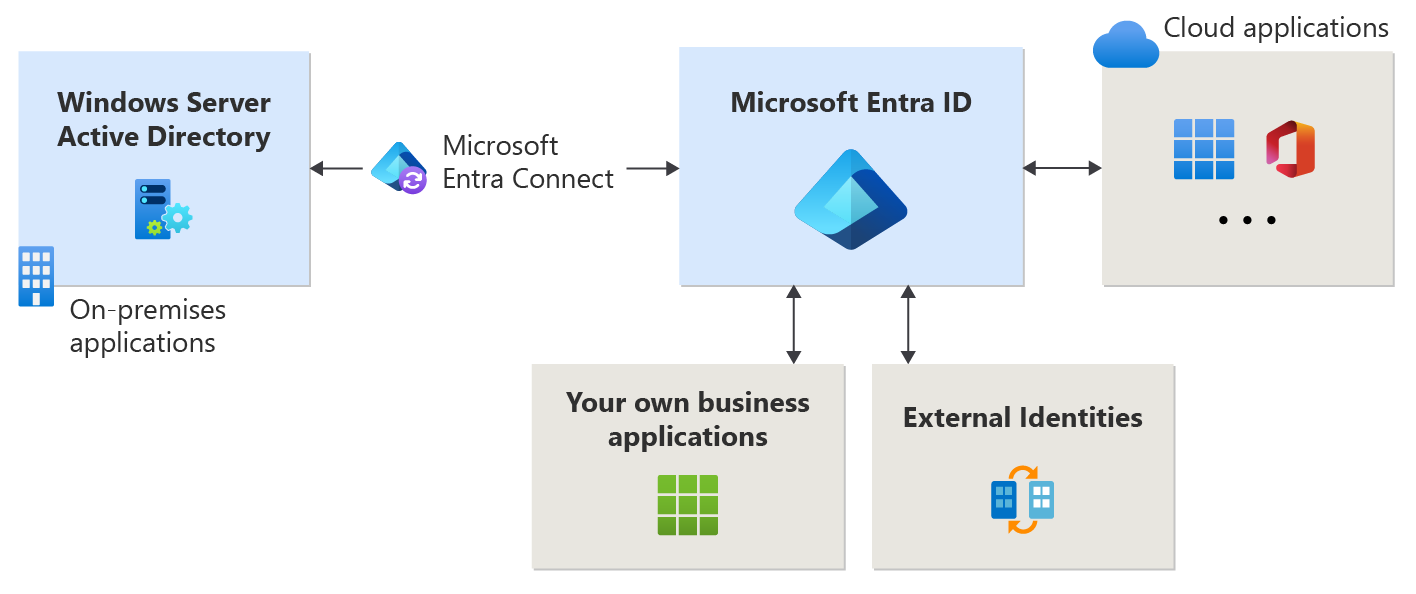 Cloud applications
Windows Server
Active Directory
Microsoft
Entra Connect
Microsoft Entra ID
On-premises
applications
Your own business
applications
External Identities